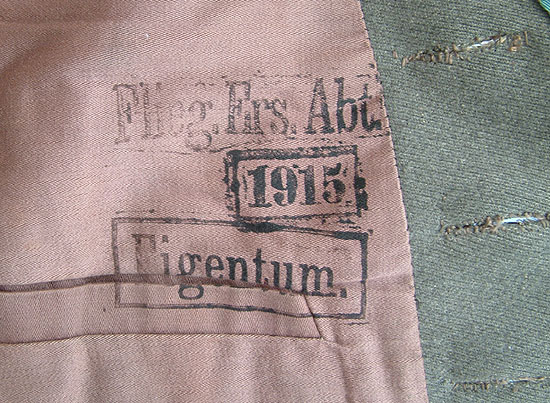 Flieg. Ers. Abt.
1915
Eigentum.